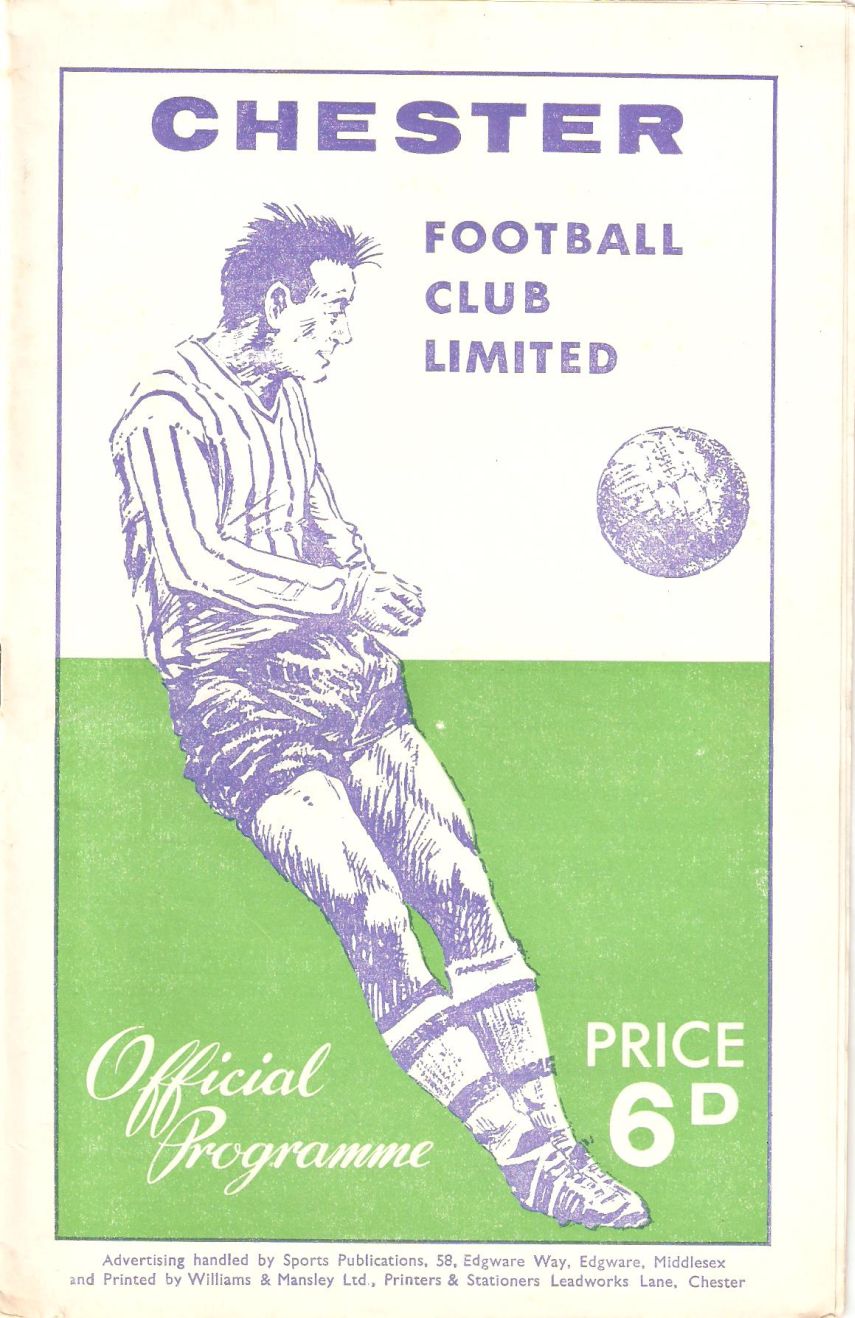 CHESTER
FOOTBALL
CLUB
LIMITED
Official
Programme
PRICE
6D
Advertising handled by Sports Publications, 58, Edgware Way, Edgware, Middlesex
and Printed by Williams & Mansley Ltd., Printers & Stationers Leadworks Lane, Chester